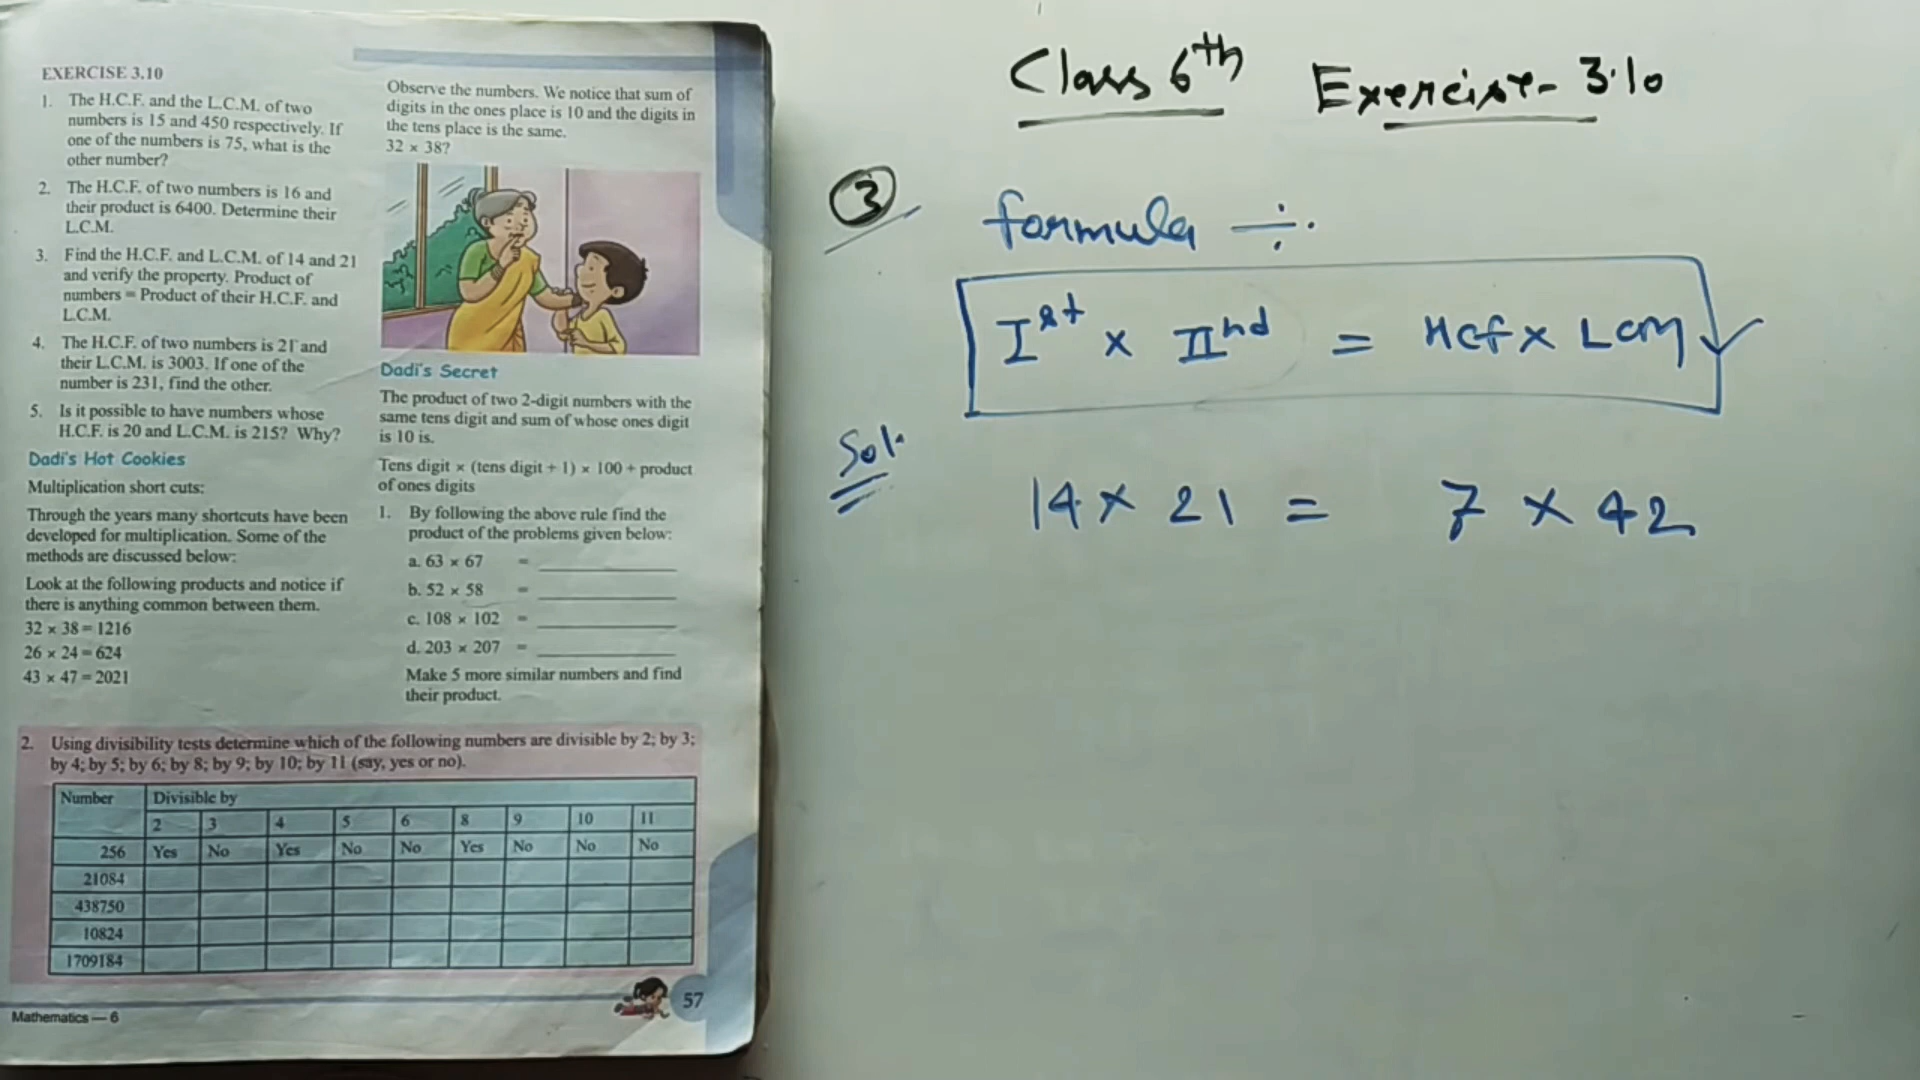 EXERCISE 3.10
1. The H.C.F. and the L.C.M. of two
numbers is 15 and 450 respectively. If
one of the numbers is 75, what is the
other number?
2. The H.C.F. of two numbers is 16 and
their product is 6400. Determine their
L.C.M.
3. Find the H.C.F. and L.C.M. of 14 and 21
and verify the property. Product of
numbers = Product of their H.C.F. and
L.C.M.
4. The H.C.F. of two numbers is 21 and
their L.C.M. is 3003. If one of the
number is 231, find the other.
5. Is it possible to have numbers whose
H.C.F. is 20 and L.C.M. is 215? Why?
Dadi's Hot Cookies
Multiplication short cuts:
Through the years many shortcuts have been
developed for multiplication. Some of the
methods are discussed below:
Look at the following products and notice if
there is anything common between them.
32 × 38 = 1216
26 × 24 = 624
43 × 47 = 2021
Observe the numbers. We notice that sum of
digits in the ones place is 10 and the digits in
the tens place is the same.
32 × 38?
Dadi's Secret
The product of two 2-digit numbers with the
same tens digit and sum of whose ones digit
is 10 is.
Tens digit × (tens digit + 1) × 100 + product
of ones digits
1. By following the above rule find the
product of the problems given below:
a. 63 × 67 =
b. 52 × 58 =
c. 108 × 102 =
d. 203 × 207 =
Make 5 more similar numbers and find
their product.
2. Using divisibility tests determine which of the following numbers are divisible by 2; by 3;
by 4; by 5; by 6; by 8; by 9; by 10; by 11 (say, yes or no).
Number Divisible by
2 3 4 5 6 8 9 10 11
256 Yes No Yes No No Yes No No No
21084
438750
10824
1709184
57
Mathematics — 6
Class 6th Exercise - 3.10
3 formula ÷
Ist × IInd = HCF × LCM
Sol.
14 × 21 = 7 × 42